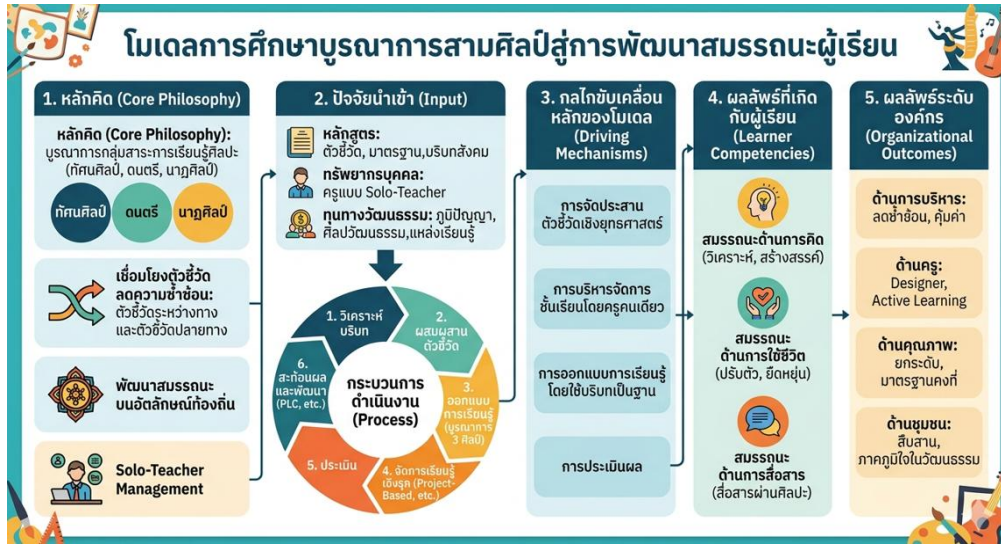 โมเดลการศึกษาบูรณาการสามศิลป์สู่การพัฒนาสมรรถนะผู้เรียน
1. หลักคิด (Core Philosophy)
หลักคิด (Core Philosophy):
บูรณาการกลุ่มสาระการเรียนรู้ศิลปะ
(ทัศนศิลป์, ดนตรี, นาฏศิลป์)
ทัศนศิลป์
ดนตรี
นาฏศิลป์
เชื่อมโยงตัวชี้วัด
ลดความซ้ำซ้อน:
ตัวชี้วัดระหว่างทาง
และตัวชี้วัดปลายทาง
พัฒนาสมรรถนะ
บนอัตลักษณ์ท้องถิ่น
Solo-Teacher
Management
2. ปัจจัยนำเข้า (Input)
หลักสูตร:
ตัวชี้วัด, มาตรฐาน,บริบทสังคม
ทรัพยากรบุคคล:
ครูแบบ Solo-Teacher
ทุนทางวัฒนธรรม: ภูมิปัญญา,
ศิลปวัฒนธรรม,แหล่งเรียนรู้
กระบวนการ
ดำเนินงาน
(Process)
1. วิเคราะห์
บริบท
2.
ผสมผสาน
ตัวชี้วัด
3.
ออกแบบ
การเรียนรู้
(บูรณาการ
3 ศิลป์)
4. จัดการเรียนรู้
เชิงรุก (Project-
Based, etc.)
5. ประเมิน
6.
สะท้อนผล
และพัฒนา
(PLC, etc.)
3. กลไกขับเคลื่อน
หลักของโมเดล
(Driving
Mechanisms)
การจัดประสาน
ตัวชี้วัดเชิงยุทธศาสตร์
การบริหารจัดการ
ชั้นเรียนโดยครูคนเดียว
การออกแบบการเรียนรู้
โดยใช้บริบทเป็นฐาน
การประเมินผล
4. ผลลัพธ์ที่เกิด
กับผู้เรียน
(Learner
Competencies)
สมรรถนะด้านการคิด
(วิเคราะห์, สร้างสรรค์)
สมรรถนะ
ด้านการใช้ชีวิต
(ปรับตัว, ยืดหยุ่น)
สมรรถนะ
ด้านการสื่อสาร
(สื่อสารผ่านศิลปะ)
5. ผลลัพธ์ระดับ
องค์กร
(Organizational
Outcomes)
ด้านการบริหาร:
ลดซ้ำซ้อน, คุ้มค่า
ด้านครู:
Designer,
Active Learning
ด้านคุณภาพ:
ยกระดับ,
มาตรฐานคงที่
ด้านชุมชน:
สืบสาน,
ภาคภูมิใจในวัฒนธรรม